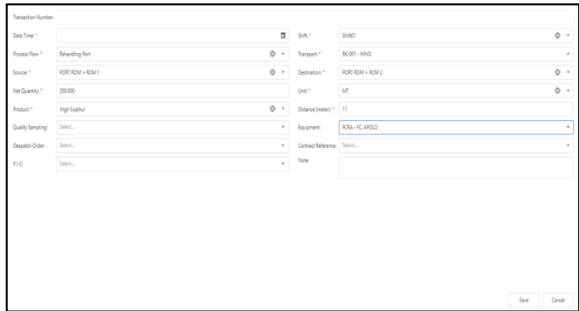 Transaction Number
Date Time: * Shift: * Shift01
Process Flow: * Rehandling Port Transport: * BK-001 - HINO
Source: * PORT ROM > ROM 1 Destination: * PORT ROM > ROM 2
Net Quantity: * 250.000 Unit: * MT
Product: * High Sulphur Distance (meter): * 11
Quality Sampling: Select... Equipment: FCRA - FC. APOLO
Despatch Order: Select... Contract Reference: Select...
P.I.C: Select... Note:
Save Cancel